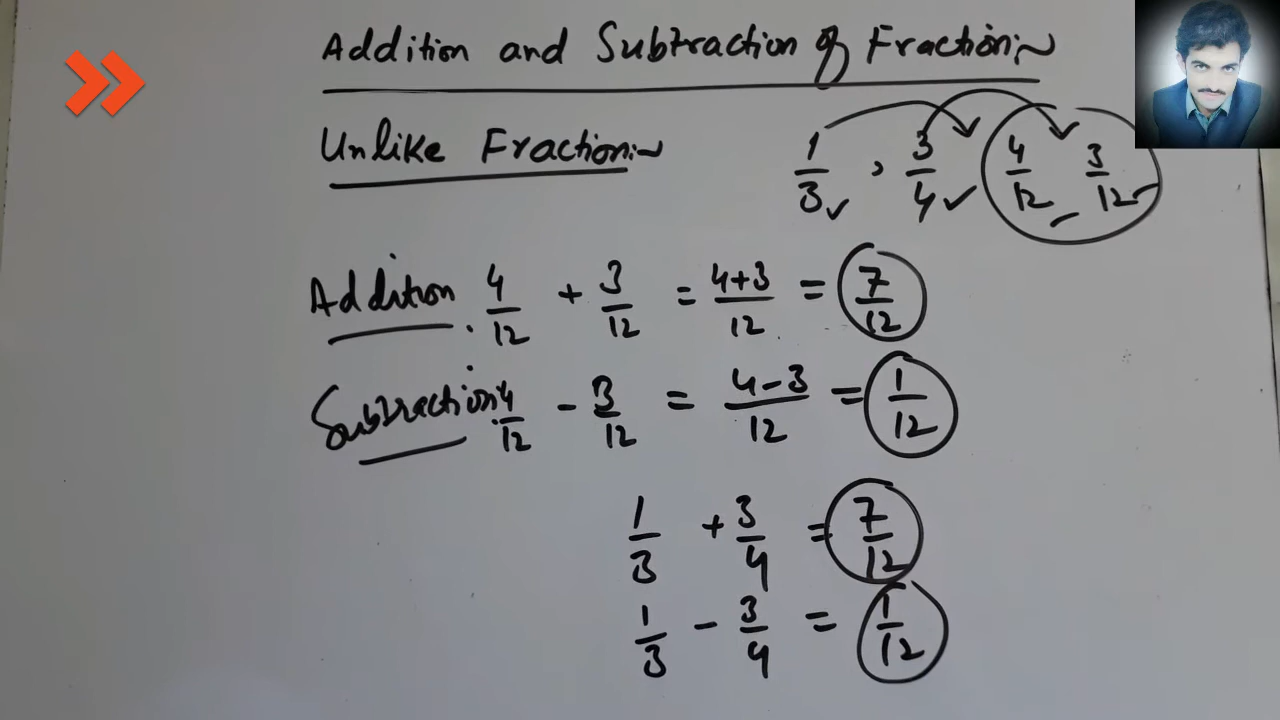 Addition and Subtraction of Fraction:~
Unlike Fraction:~
1/3 , 3/4 4/12 3/12
Addition. 4/12 + 3/12 = 4+3/12 = 7/12
Subtraction. 4/12 - 3/12 = 4-3/12 = 1/12
1/3 + 3/4 = 7/12
1/3 - 3/4 = 1/12